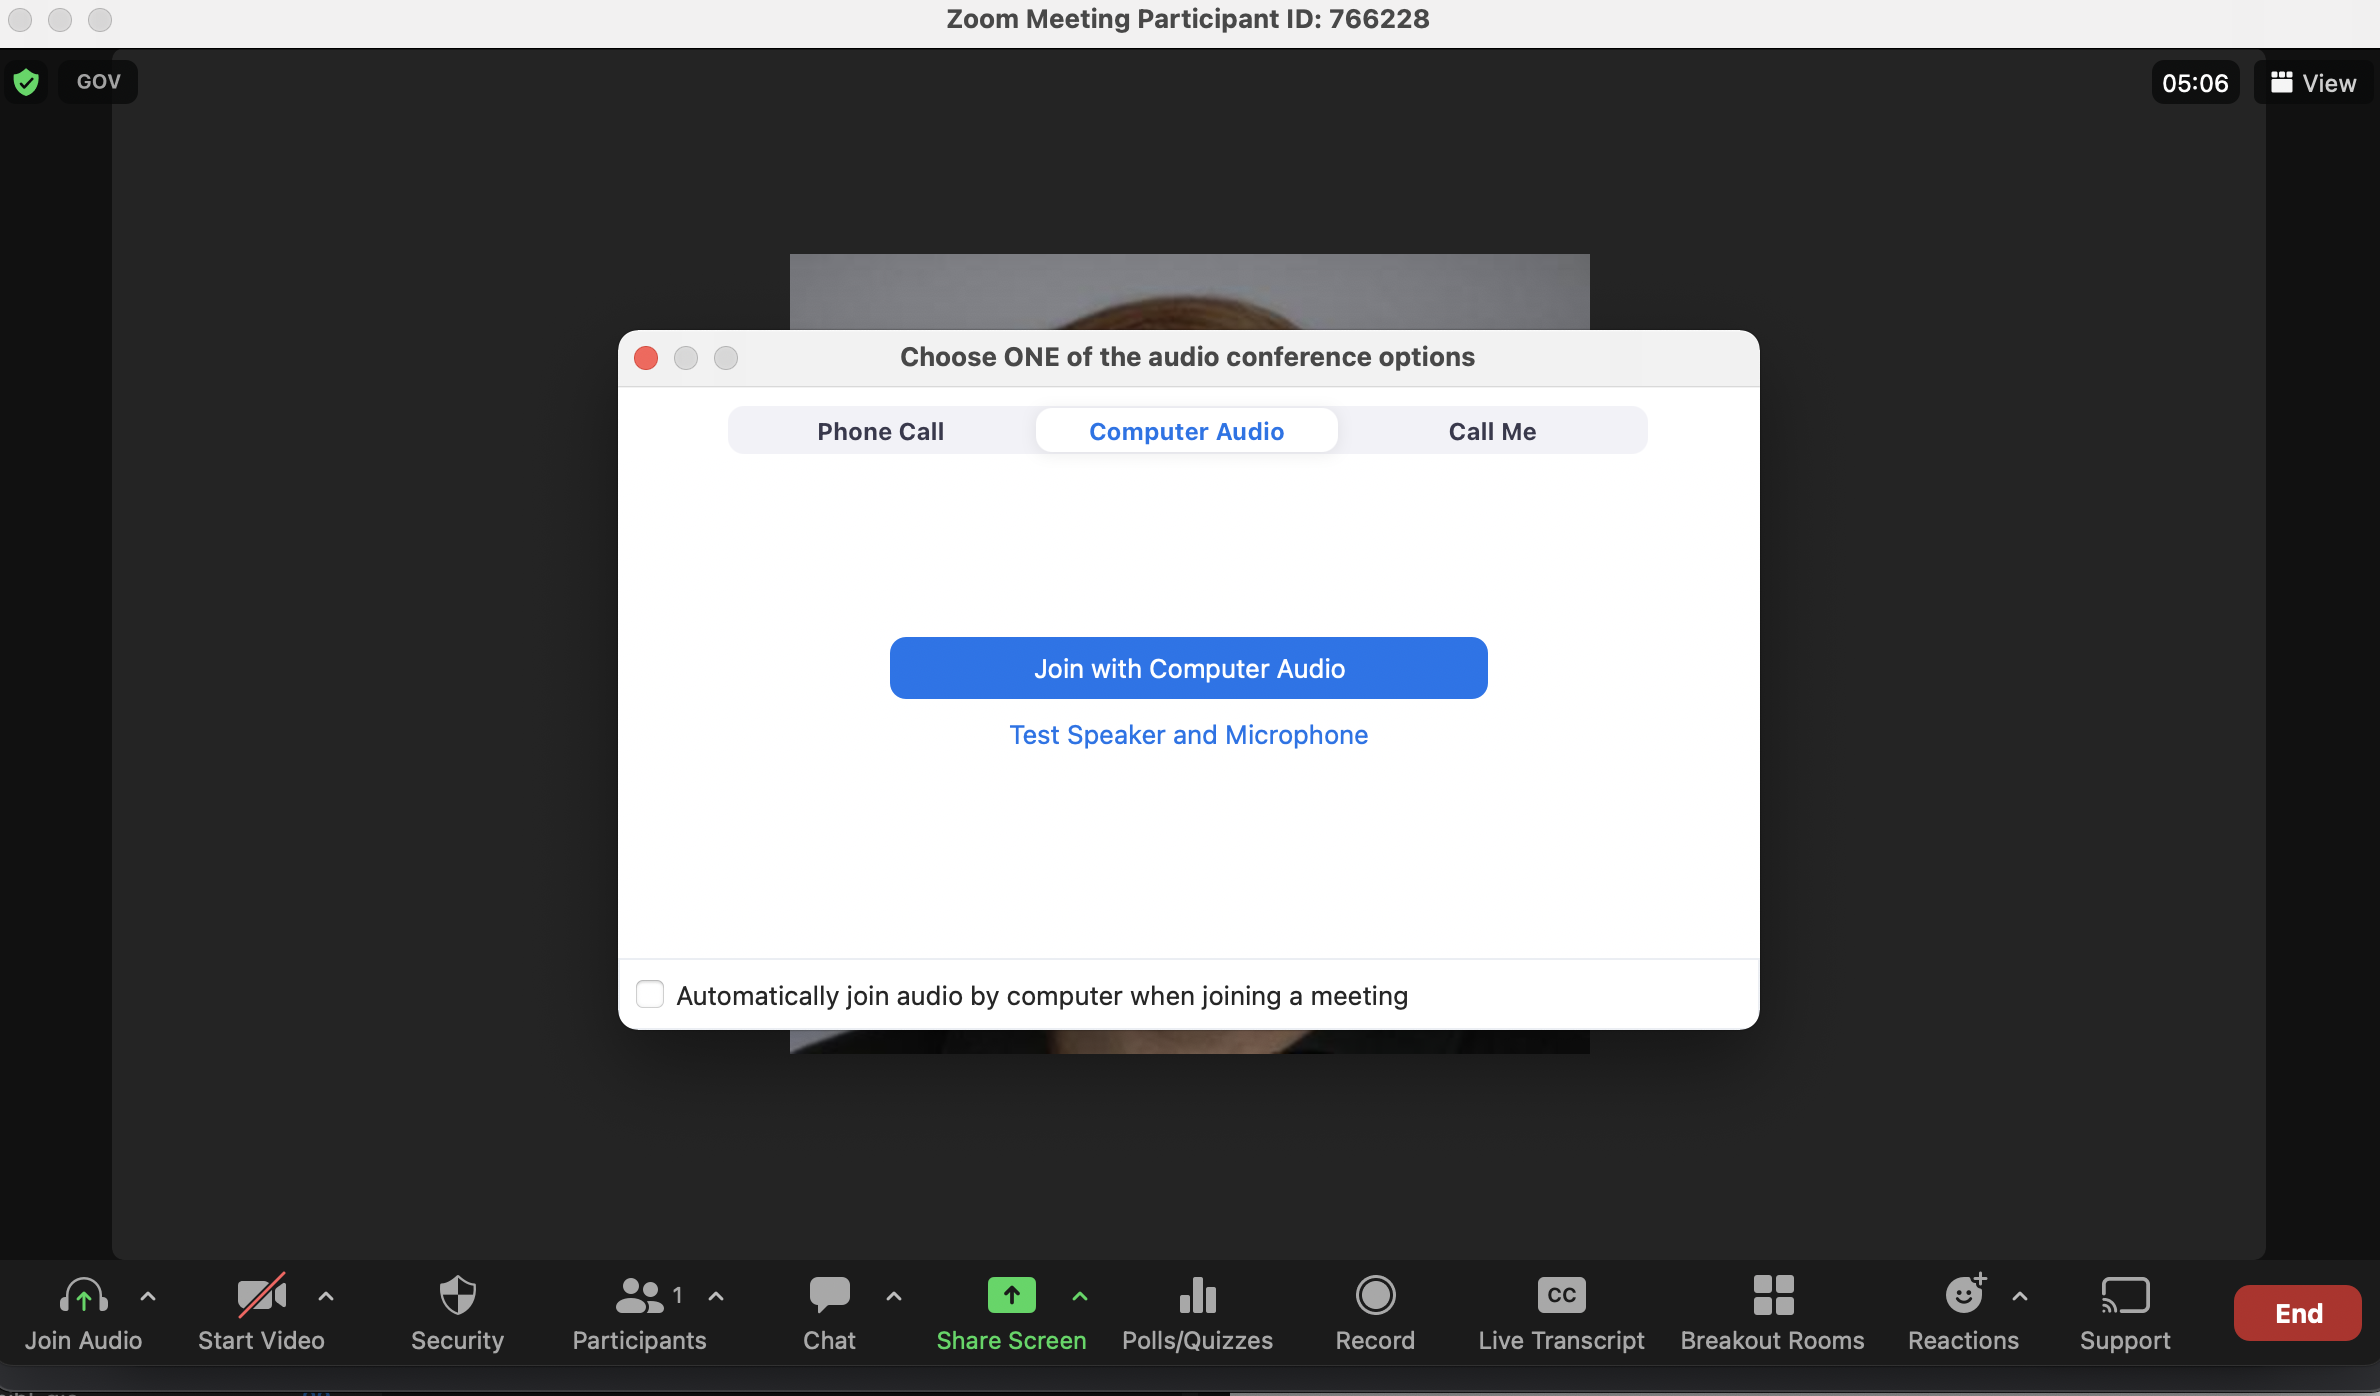 Zoom Meeting Participant ID: 766228
GOV
05:06
View
Choose ONE of the audio conference options
Phone Call
Computer Audio
Call Me
Join with Computer Audio
Test Speaker and Microphone
Automatically join audio by computer when joining a meeting
1
CC
Join Audio
Start Video
Security
Participants
Chat
Share Screen
Polls/Quizzes
Record
Live Transcript
Breakout Rooms
Reactions
Support
End